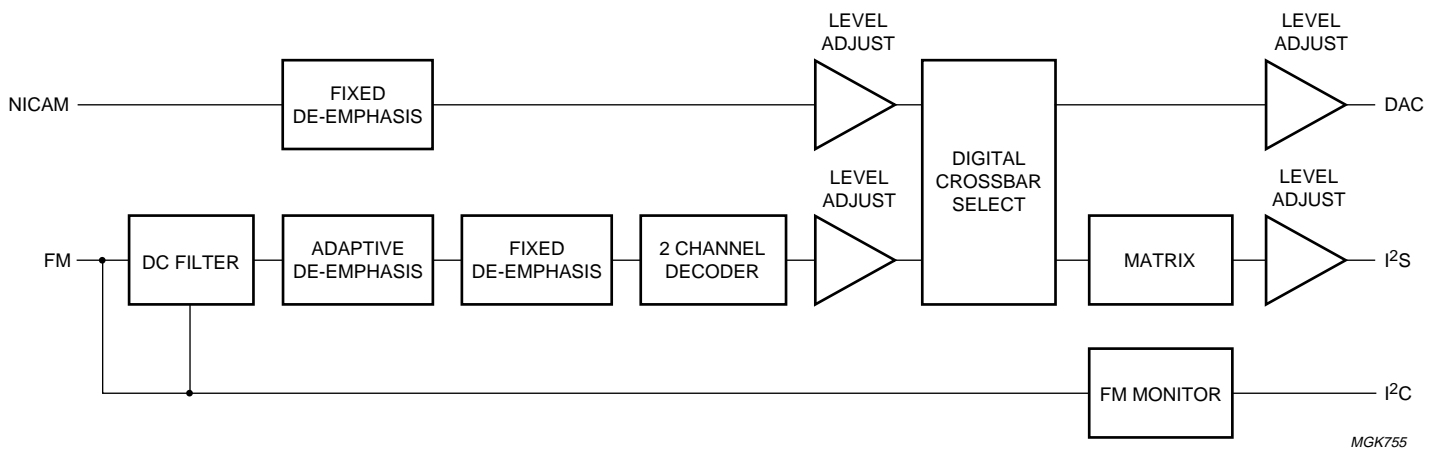 LEVEL
ADJUST
LEVEL
ADJUST
NICAM
FIXED
DE-EMPHASIS
DAC
DIGITAL
CROSSBAR
SELECT
LEVEL
ADJUST
LEVEL
ADJUST
FM
DC FILTER
ADAPTIVE
DE-EMPHASIS
FIXED
DE-EMPHASIS
2 CHANNEL
DECODER
MATRIX
I²S
FM MONITOR
I²C
MGK755